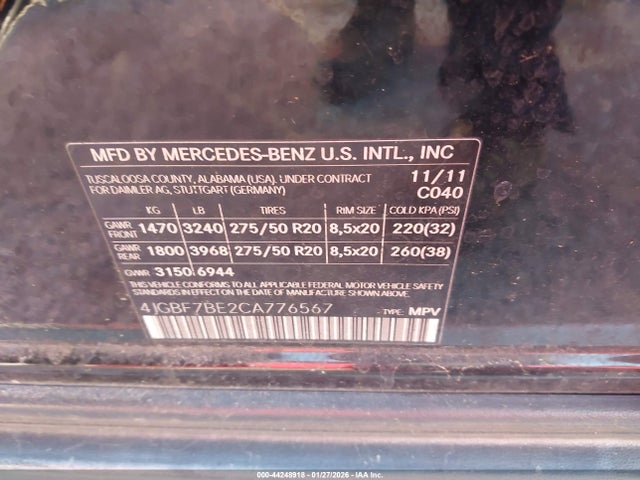 MFD BY MERCEDES-BENZ U.S. INTL., INC
TUSCALOOSA COUNTY, ALABAMA (USA). UNDER CONTRACT 11/11
FOR DAIMLER AG, STUTTGART (GERMANY) C040
KG LB TIRES RIM SIZE COLD KPA (PSI)
GAWR FRONT 1470 3240 275/50 R20 8,5x20 220(32)
GAWR REAR 1800 3968 275/50 R20 8,5x20 260(38)
GVWR 3150 6944
THIS VEHICLE CONFORMS TO ALL APPLICABLE FEDERAL MOTOR VEHICLE SAFETY
STANDARDS IN EFFECT ON THE DATE OF MANUFACTURE SHOWN ABOVE.
4JGBF7BE2CA776567 - TYPE: MPV
000-44248918 - 01/27/2026 - IAA Inc.